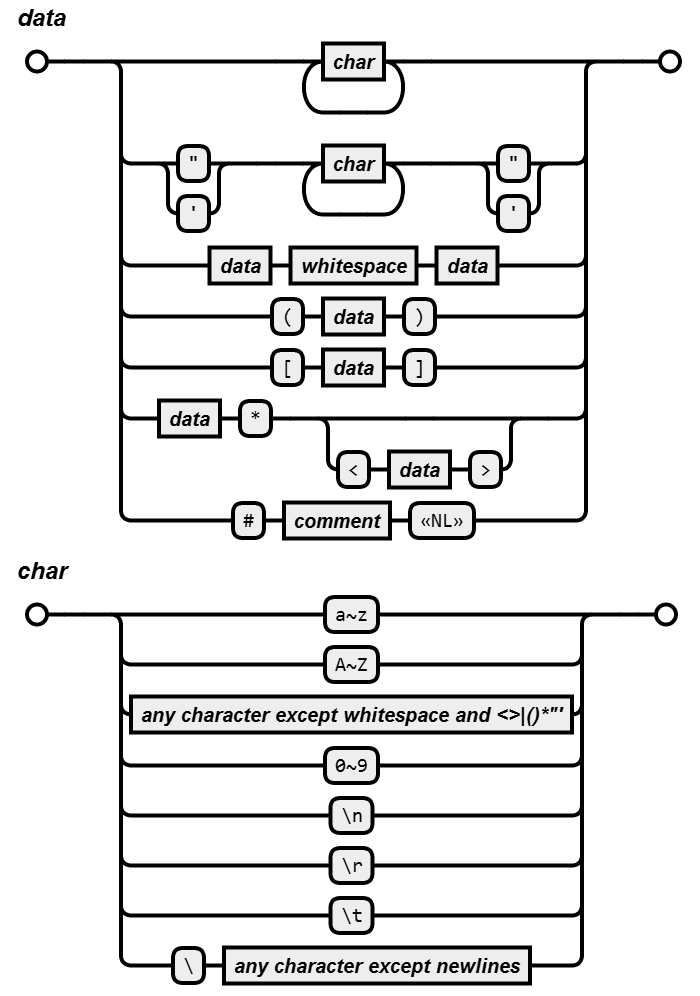 data
char
" char "
' '
data whitespace data
( data )
[ data ]
data *
< data >
# comment «NL»
char
a~z
A~Z
any character except whitespace and <>|()*"'
0~9
\n
\r
\t
\ any character except newlines